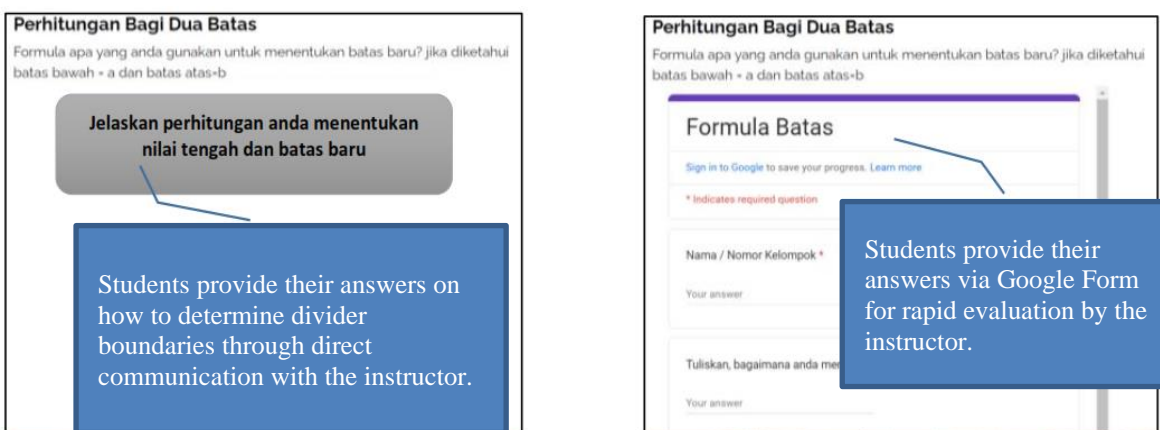 Perhitungan Bagi Dua Batas
Formula apa yang anda gunakan untuk menentukan batas baru? jika diketahui
batas bawah = a dan batas atas=b
Jelaskan perhitungan anda menentukan
nilai tengah dan batas baru
Students provide their answers on
how to determine divider
boundaries through direct
communication with the instructor.
Perhitungan Bagi Dua Batas
Formula apa yang anda gunakan untuk menentukan batas baru? jika diketahui
batas bawah = a dan batas atas=b
Formula Batas
Sign in to Google to save your progress. Learn more
* Indicates required question
Nama / Nomor Kelompok *
Your answer
Tuliskan, bagaimana anda
Your answer
Students provide their
answers via Google Form
for rapid evaluation by the
instructor.